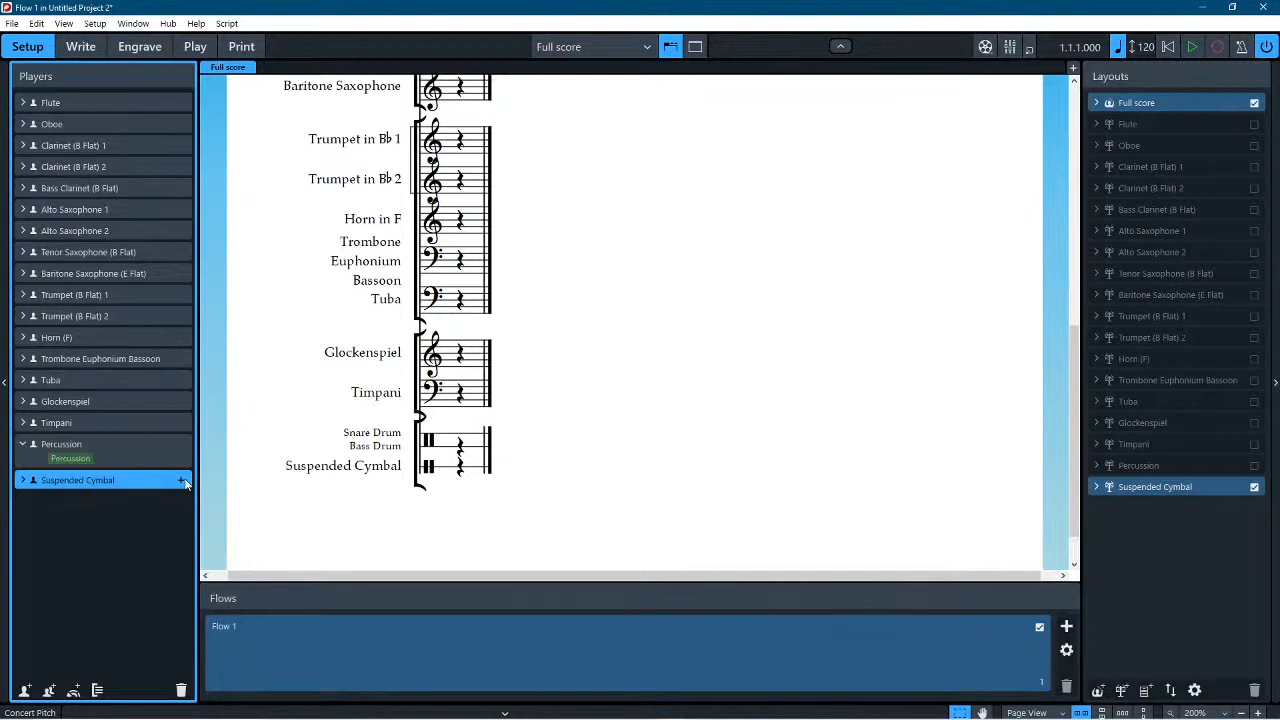 Flow 1 in Untitled Project 2*
File Edit View Setup Window Hub Help Script
Setup Write Engrave Play Print
Full score
1.1.1.000
120
Players
Flute
Oboe
Clarinet (B Flat) 1
Clarinet (B Flat) 2
Bass Clarinet (B Flat)
Alto Saxophone 1
Alto Saxophone 2
Tenor Saxophone (B Flat)
Baritone Saxophone (E Flat)
Trumpet (B Flat) 1
Trumpet (B Flat) 2
Horn (F)
Trombone Euphonium Bassoon
Tuba
Glockenspiel
Timpani
Percussion
Percussion
Suspended Cymbal
Full score
Baritone Saxophone
Trumpet in B♭ 1
Trumpet in B♭ 2
Horn in F
Trombone
Euphonium
Bassoon
Tuba
Glockenspiel
Timpani
Snare Drum
Bass Drum
Suspended Cymbal
Flows
Flow 1
1
Layouts
Full score
Flute
Oboe
Clarinet (B Flat) 1
Clarinet (B Flat) 2
Bass Clarinet (B Flat)
Alto Saxophone 1
Alto Saxophone 2
Tenor Saxophone (B Flat)
Baritone Saxophone (E Flat)
Trumpet (B Flat) 1
Trumpet (B Flat) 2
Horn (F)
Trombone Euphonium Bassoon
Tuba
Glockenspiel
Timpani
Percussion
Suspended Cymbal
Concert Pitch
Page View
200%